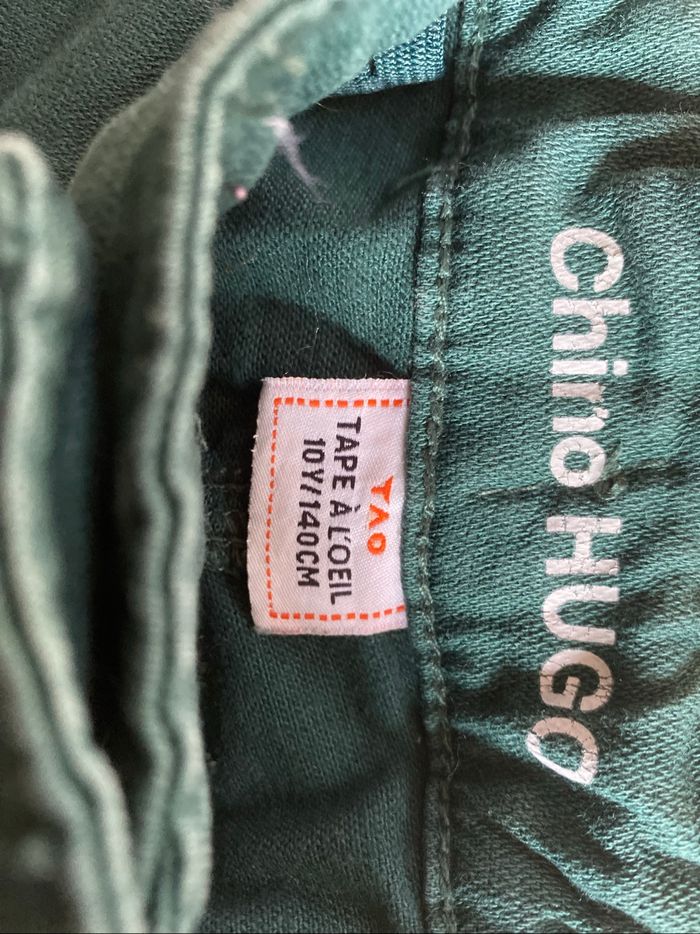 TAO
TAPE À L'OEIL
10Y/140CM
Chino HUGO